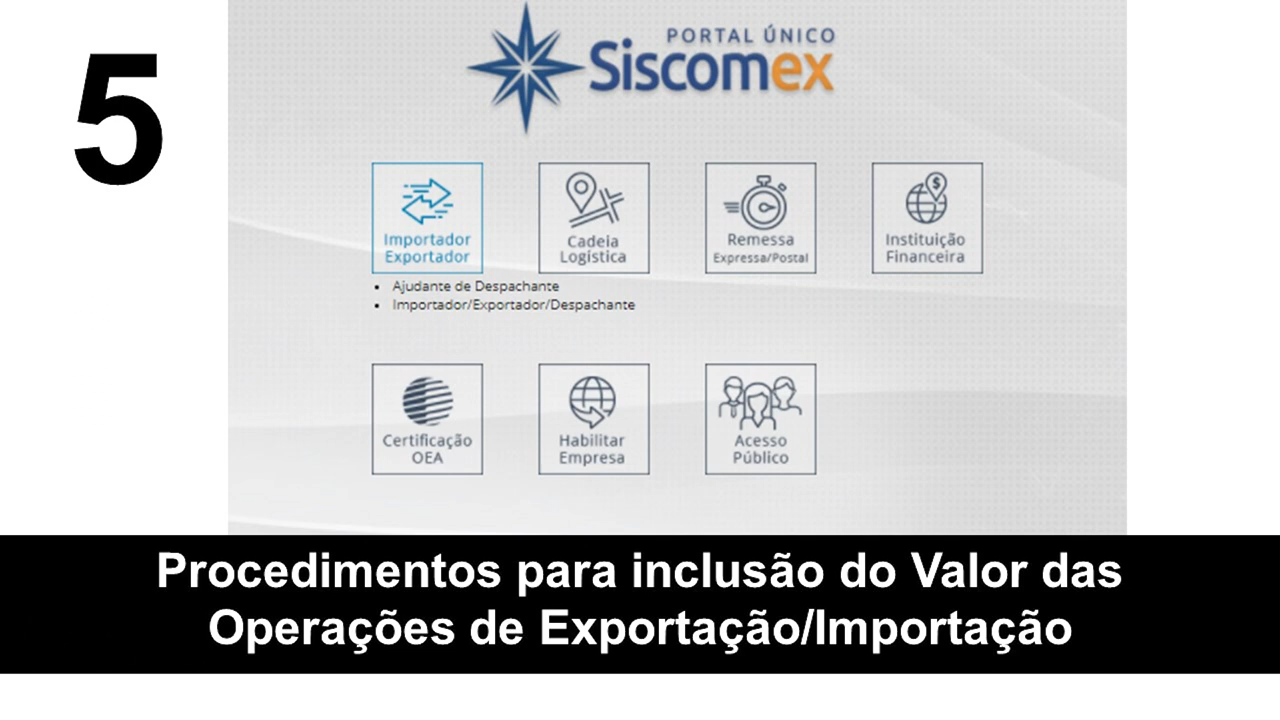 5
PORTAL ÚNICO
Siscomex
Importador
Exportador
Cadeia
Logística
Remessa
Expressa/Postal
Instituição
Financeira
• Ajudante de Despachante
• Importador/Exportador/Despachante
Certificação
OEA
Habilitar
Empresa
Acesso
Público
Procedimentos para inclusão do Valor das
Operações de Exportação/Importação